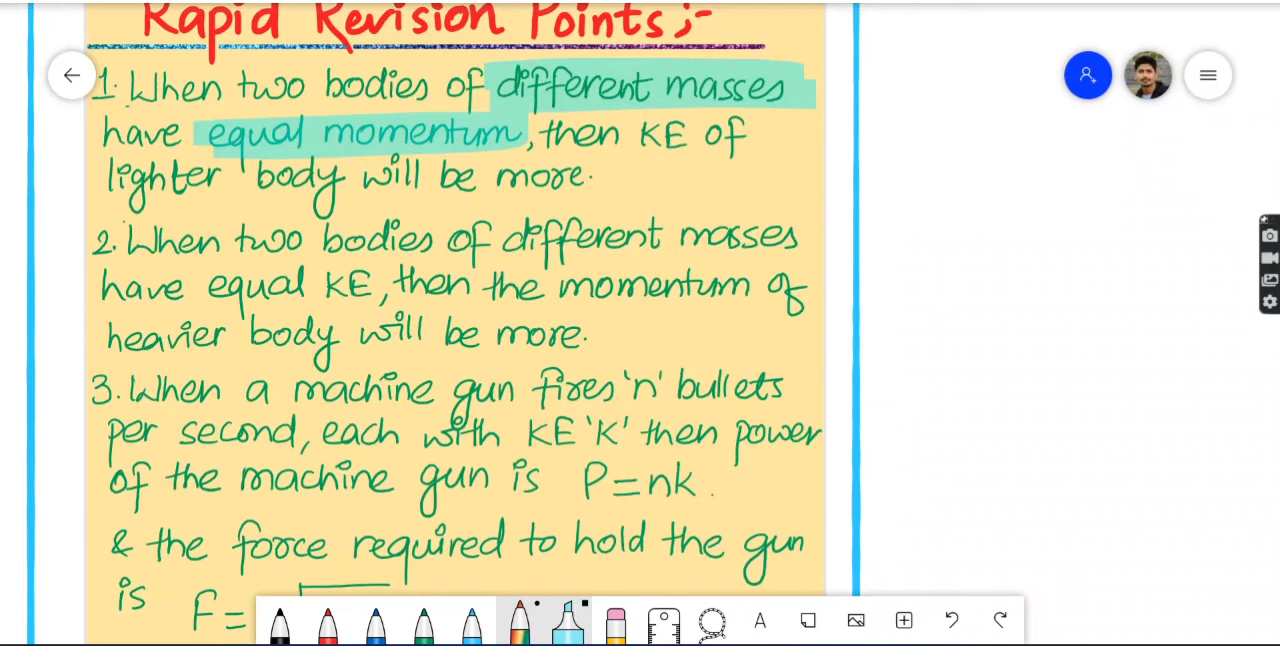 Rapid Revision Points;-
1. When two bodies of different masses
have equal momentum, then KE of
lighter body will be more.
2. When two bodies of different masses
have equal KE, then the momentum of
heavier body will be more.
3. When a machine gun fires 'n' bullets
per second, each with KE 'K' then power
of the machine gun is P=nk.
& the force required to hold the gun
is F=
A